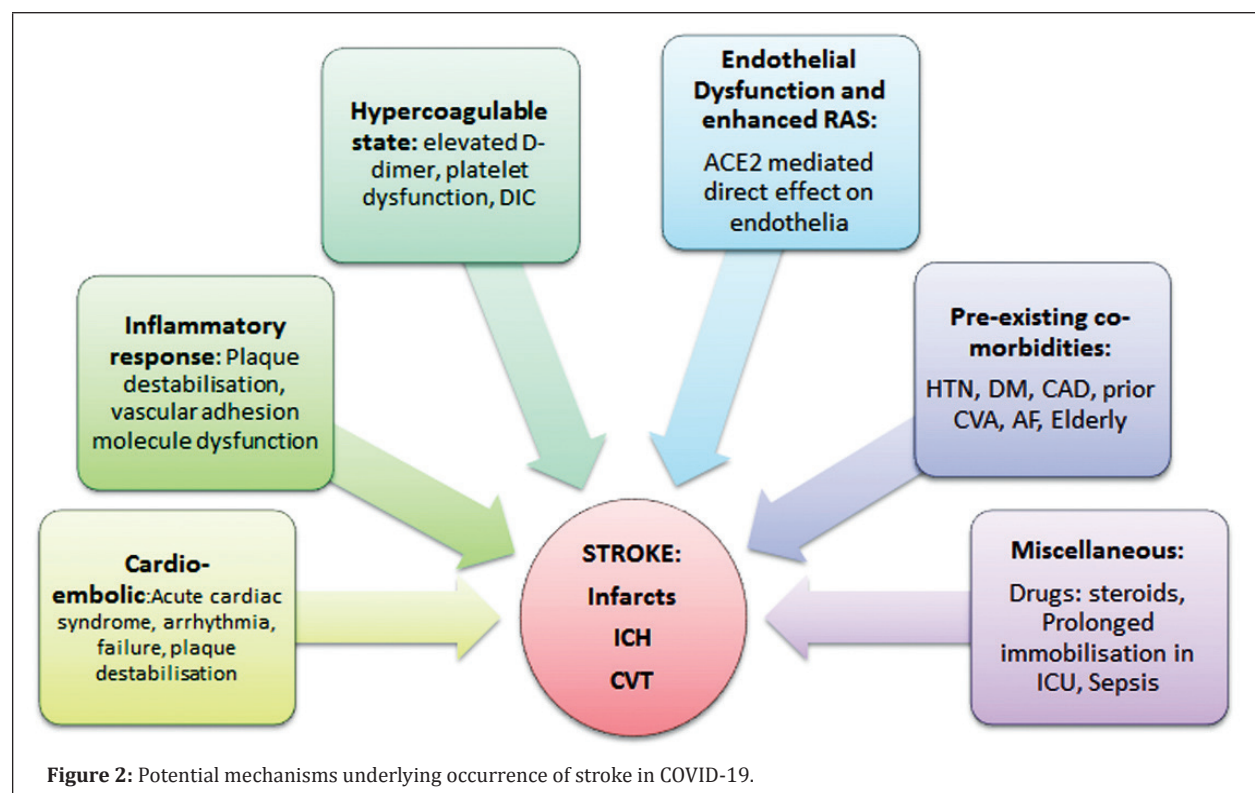 Cardio-
embolic:Acute cardiac
syndrome, arrhythmia,
failure, plaque
destabilisation
Inflammatory
response: Plaque
destabilisation,
vascular adhesion
molecule dysfunction
Hypercoagulable
state: elevated D-
dimer, platelet
dysfunction, DIC
Endothelial
Dysfunction and
enhanced RAS:
ACE2 mediated
direct effect on
endothelia
Pre-existing co-
morbidities:
HTN, DM, CAD, prior
CVA, AF, Elderly
Miscellaneous:
Drugs: steroids,
Prolonged
immobilisation in
ICU, Sepsis
STROKE:
Infarcts
ICH
CVT
Figure 2: Potential mechanisms underlying occurrence of stroke in COVID-19.